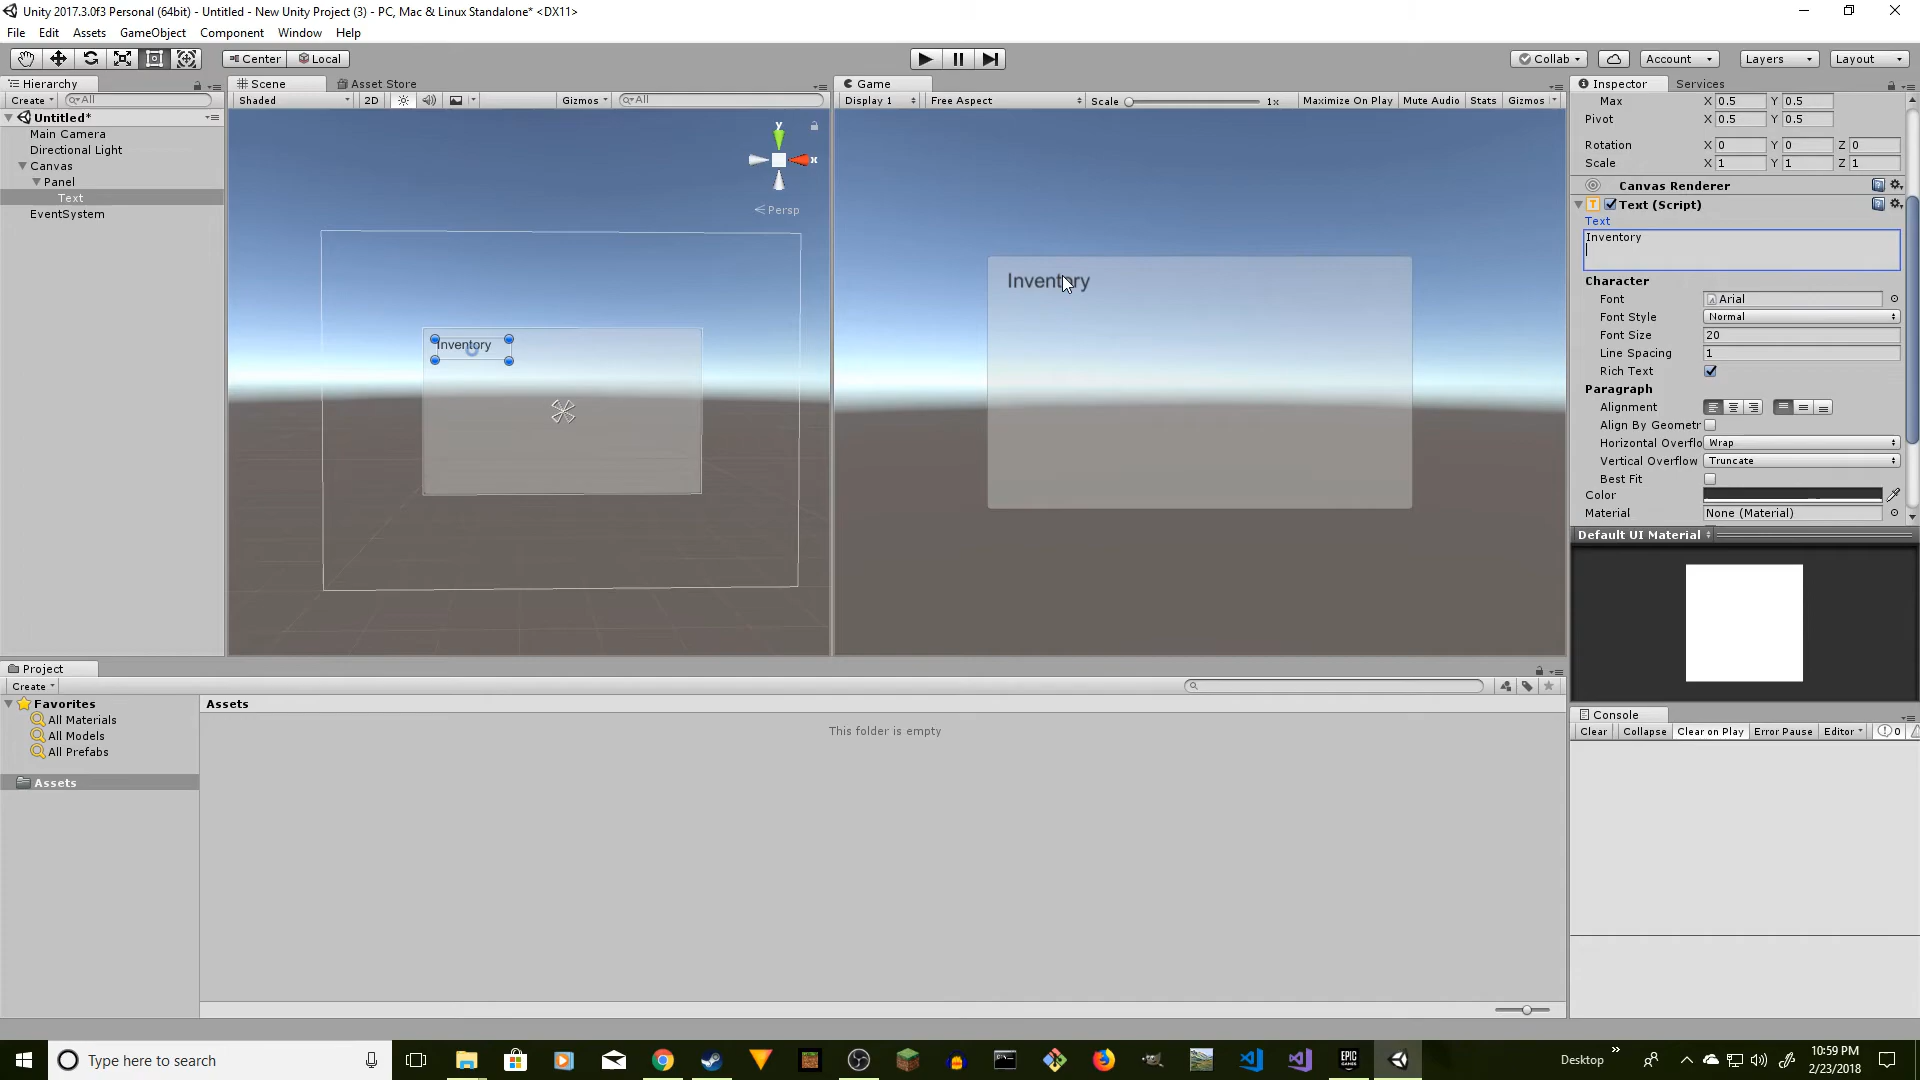 Unity 2017.3.0f3 Personal (64bit) - Untitled - New Unity Project (3) - PC, Mac & Linux Standalone* <DX11>
File Edit Assets GameObject Component Window Help
Center Local
Collab Account Layers Layout
Hierarchy
Create All
Untitled*
Main Camera
Directional Light
Canvas
Panel
Text
EventSystem
Scene Asset Store
Shaded 2D Gizmos All
y
x
Persp
Inventory
Game
Display 1 Free Aspect Scale 1x Maximize On Play Mute Audio Stats Gizmos
Inventory
Inspector Services
Max X 0.5 Y 0.5
Pivot X 0.5 Y 0.5
Rotation X 0 Y 0 Z 0
Scale X 1 Y 1 Z 1
Canvas Renderer
T Text (Script)
Text
Inventory
Character
Font Arial
Font Style Normal
Font Size 20
Line Spacing 1
Rich Text
Paragraph
Alignment
Align By Geometr
Horizontal Overflo Wrap
Vertical Overflow Truncate
Best Fit
Color
Material None (Material)
Default UI Material
Project
Create
Favorites
All Materials
All Models
All Prefabs
Assets
Assets
This folder is empty
Console
Clear Collapse Clear on Play Error Pause Editor 0
Type here to search
EPIC GAMES
Desktop
10:59 PM
2/23/2018